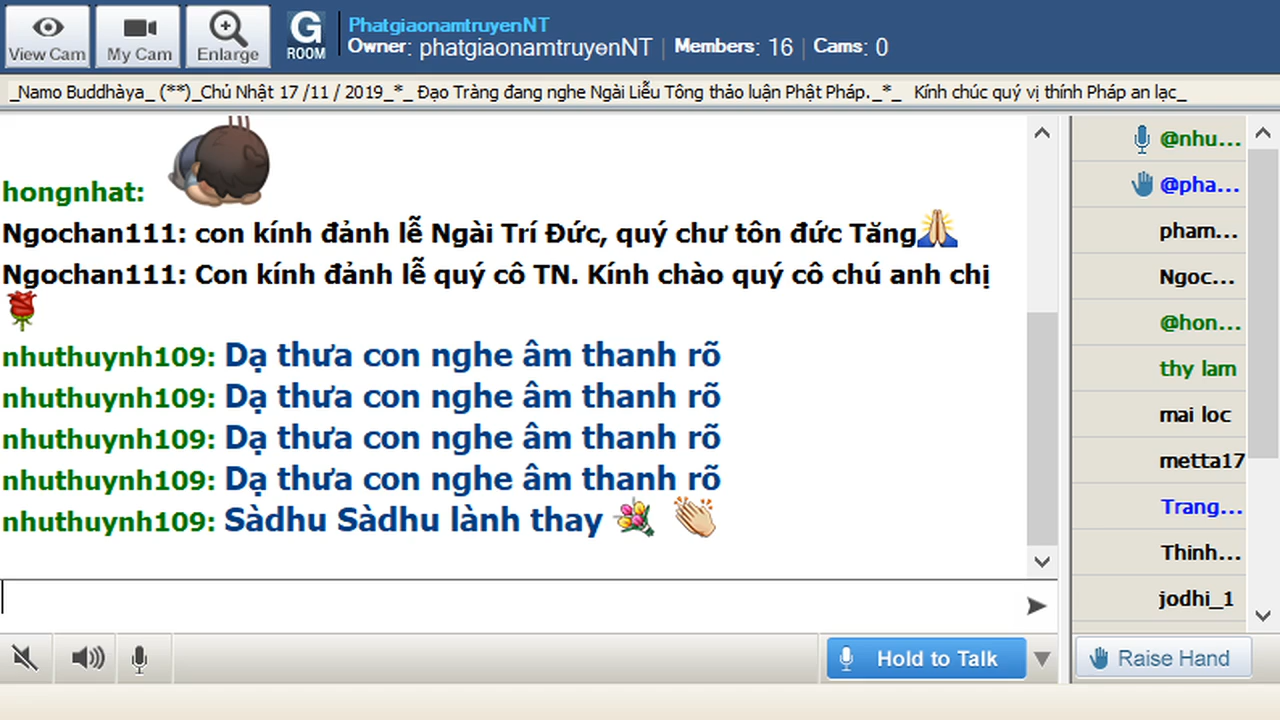 View Cam
My Cam
Enlarge
G
ROOM
PhatgiaonamtruyenNT
Owner: phatgiaonamtruyenNT | Members: 16 | Cams: 0
_Namo Buddhàya_ (**)_Chủ Nhật 17 /11 / 2019_*_ Đạo Tràng đang nghe Ngài Liễu Tông thảo luận Phật Pháp._*_ Kính chúc quý vị thính Pháp an lạc_
hongnhat:
Ngochan111: con kính đảnh lễ Ngài Trí Đức, quý chư tôn đức Tăng
Ngochan111: Con kính đảnh lễ quý cô TN. Kính chào quý cô chú anh chị
nhuthuynh109: Dạ thưa con nghe âm thanh rõ
nhuthuynh109: Dạ thưa con nghe âm thanh rõ
nhuthuynh109: Dạ thưa con nghe âm thanh rõ
nhuthuynh109: Dạ thưa con nghe âm thanh rõ
nhuthuynh109: Sàdhu Sàdhu lành thay
@nhu...
@pha...
pham...
Ngoc...
@hon...
thy lam
mai loc
metta17
Trang...
Thinh...
jodhi_1
Hold to Talk
Raise Hand